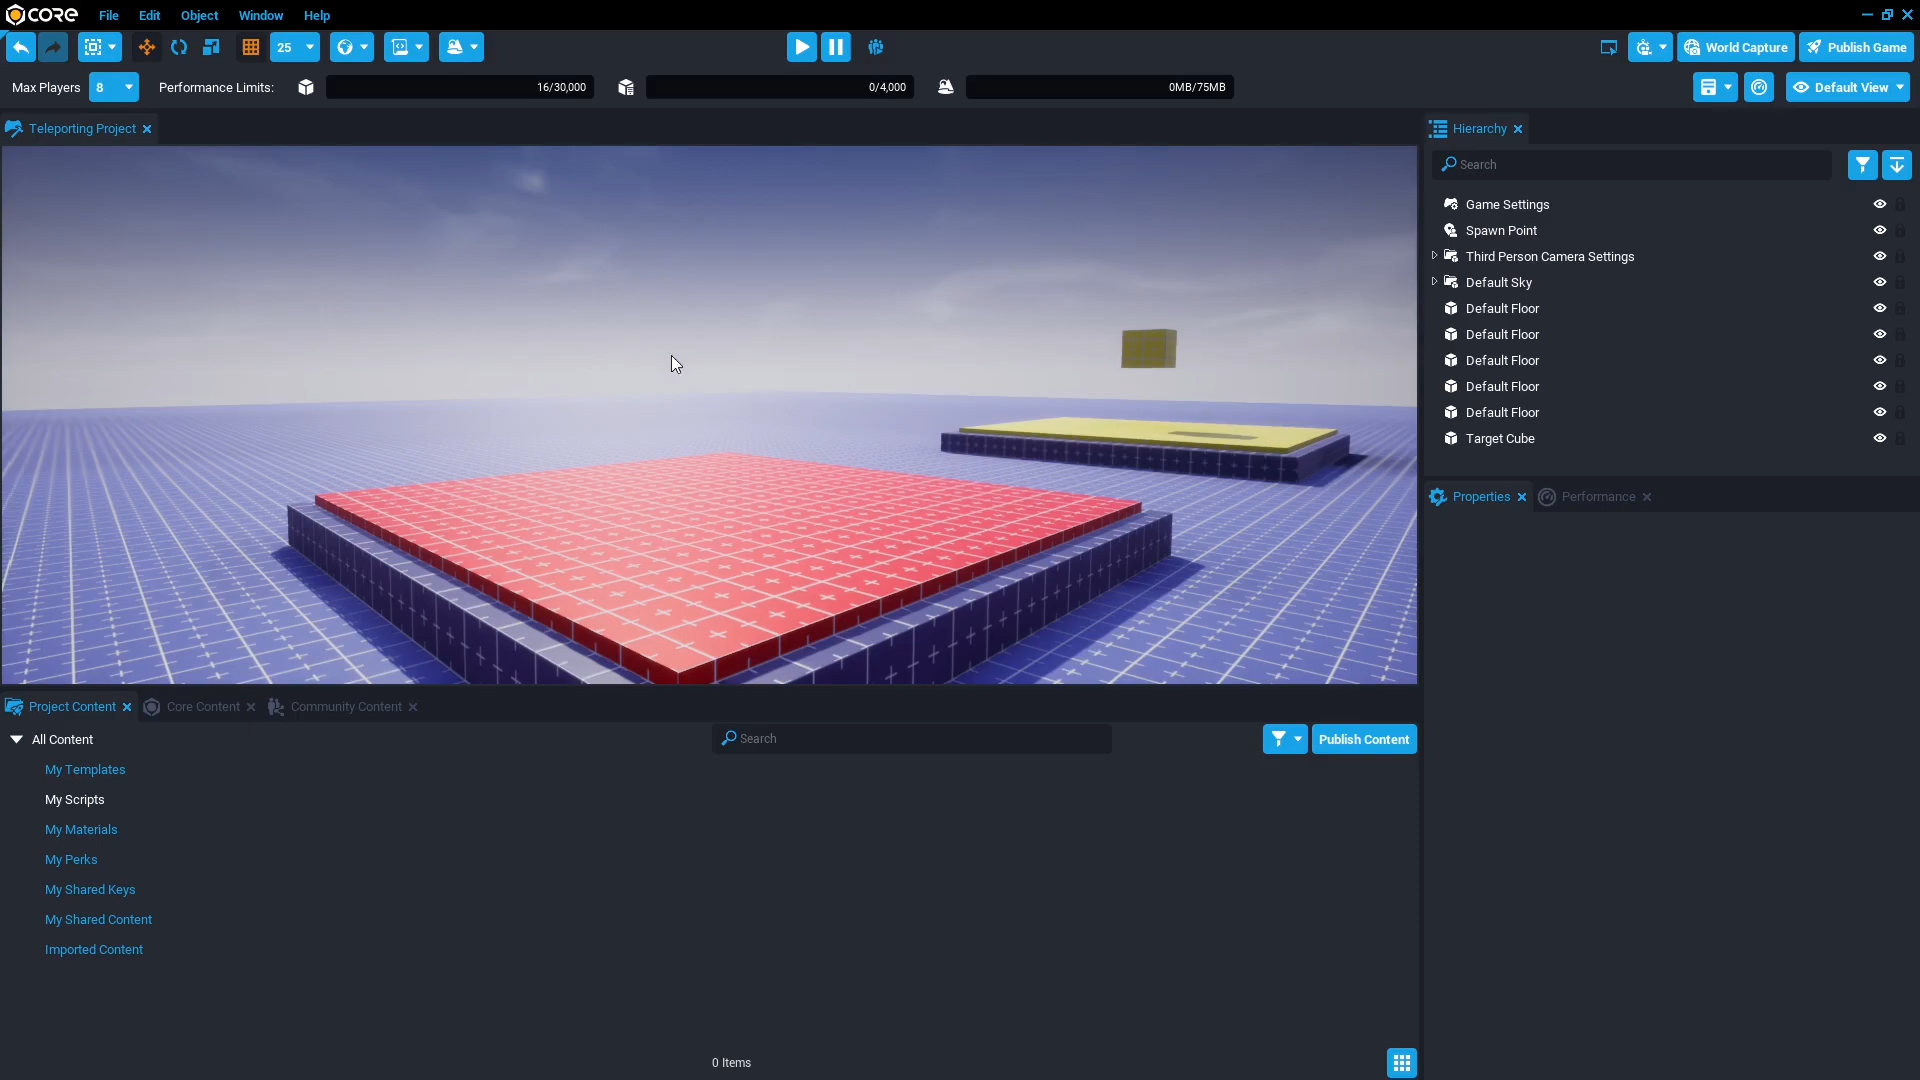 CORE File Edit Object Window Help
25 World Capture Publish Game
Max Players 8 Performance Limits: 16/30,000 0/4,000 0MB/75MB Default View
Teleporting Project
Hierarchy
Search
Game Settings
Spawn Point
Third Person Camera Settings
Default Sky
Default Floor
Default Floor
Default Floor
Default Floor
Default Floor
Target Cube
Properties Performance
Project Content Core Content Community Content
All Content Search Publish Content
My Templates
My Scripts
My Materials
My Perks
My Shared Keys
My Shared Content
Imported Content
0 Items